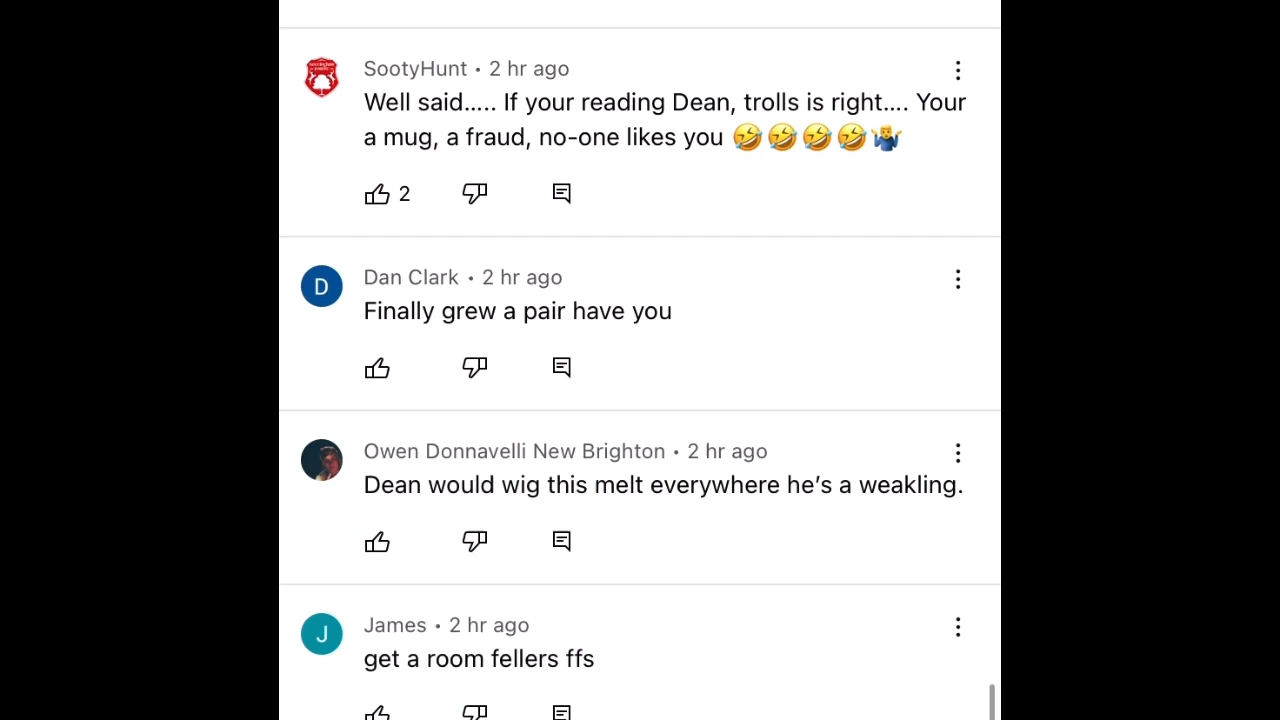 SootyHunt • 2 hr ago
Well said..... If your reading Dean, trolls is right.... Your
a mug, a fraud, no-one likes you 🤣🤣🤣🤣🤷‍♂️
2
Dan Clark • 2 hr ago
Finally grew a pair have you
D
Owen Donnavelli New Brighton • 2 hr ago
Dean would wig this melt everywhere he's a weakling.
James • 2 hr ago
J
get a room fellers ffs